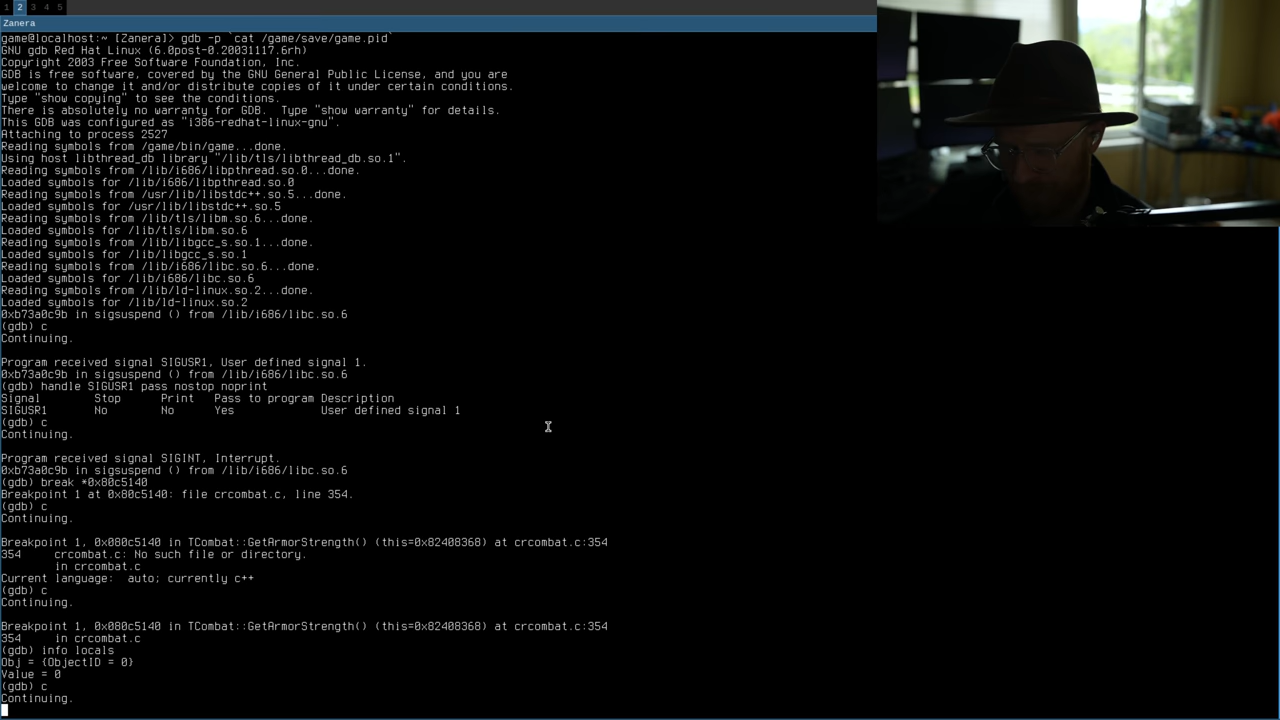 1 2 3 4 5
Zanera
game@localhost:~ [Zanera]> gdb -p `cat /game/save/game.pid`
GNU gdb Red Hat Linux (6.0post-0.20031117.6rh)
Copyright 2003 Free Software Foundation, Inc.
GDB is free software, covered by the GNU General Public License, and you are
welcome to change it and/or distribute copies of it under certain conditions.
Type "show copying" to see the conditions.
There is absolutely no warranty for GDB.  Type "show warranty" for details.
This GDB was configured as "i386-redhat-linux-gnu".
Attaching to process 2527
Reading symbols from /game/bin/game...done.
Using host libthread_db library "/lib/tls/libthread_db.so.1".
Reading symbols from /lib/i686/libpthread.so.0...done.
Loaded symbols for /lib/i686/libpthread.so.0
Reading symbols from /usr/lib/libstdc++.so.5...done.
Loaded symbols for /usr/lib/libstdc++.so.5
Reading symbols from /lib/tls/libm.so.6...done.
Loaded symbols for /lib/tls/libm.so.6
Reading symbols from /lib/libgcc_s.so.1...done.
Loaded symbols for /lib/libgcc_s.so.1
Reading symbols from /lib/i686/libc.so.6...done.
Loaded symbols for /lib/i686/libc.so.6
Reading symbols from /lib/ld-linux.so.2...done.
Loaded symbols for /lib/ld-linux.so.2
0xb73a0c9b in sigsuspend () from /lib/i686/libc.so.6
(gdb) c
Continuing.
Program received signal SIGUSR1, User defined signal 1.
0xb73a0c9b in sigsuspend () from /lib/i686/libc.so.6
(gdb) handle SIGUSR1 pass nostop noprint
Signal        Stop      Print   Pass to program Description
SIGUSR1       No        No      Yes             User defined signal 1
(gdb) c
Continuing.
Program received signal SIGINT, Interrupt.
0xb73a0c9b in sigsuspend () from /lib/i686/libc.so.6
(gdb) break *0x80c5140
Breakpoint 1 at 0x80c5140: file crcombat.c, line 354.
(gdb) c
Continuing.
Breakpoint 1, 0x080c5140 in TCombat::GetArmorStrength() (this=0x82408368) at crcombat.c:354
354     crcombat.c: No such file or directory.
        in crcombat.c
Current language:  auto; currently c++
(gdb) c
Continuing.
Breakpoint 1, 0x080c5140 in TCombat::GetArmorStrength() (this=0x82408368) at crcombat.c:354
354     in crcombat.c
(gdb) info locals
Obj = {ObjectID = 0}
Value = 0
(gdb) c
Continuing.